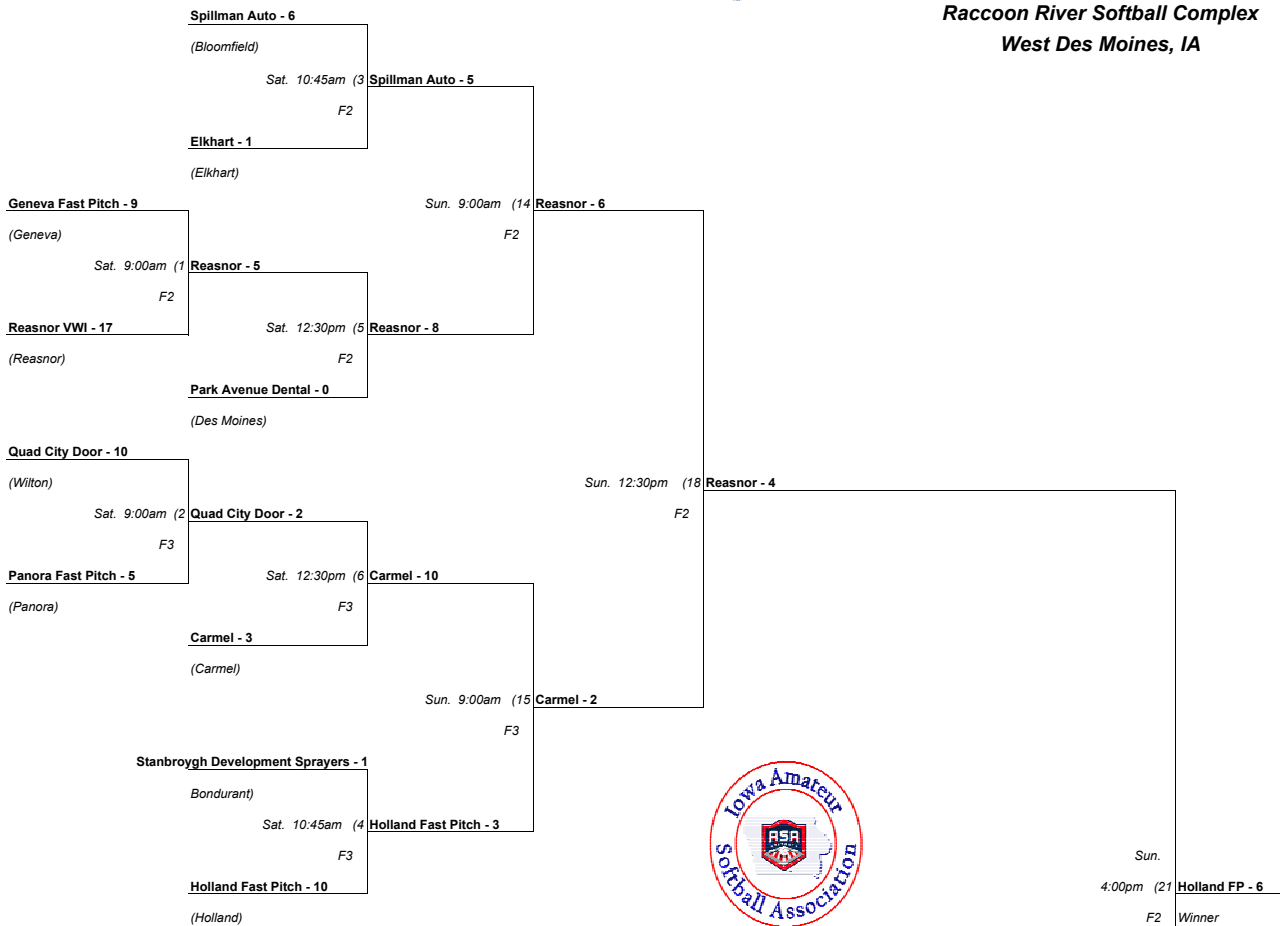 Raccoon River Softball Complex
West Des Moines, IA
Spillman Auto - 6
(Bloomfield)
Sat. 10:45am (3 Spillman Auto - 5
F2
Elkhart - 1
(Elkhart)
Geneva Fast Pitch - 9
Sun. 9:00am (14 Reasnor - 6
(Geneva)
F2
Sat. 9:00am (1 Reasnor - 5
F2
Reasnor VWI - 17
Sat. 12:30pm (5 Reasnor - 8
(Reasnor)
F2
Park Avenue Dental - 0
(Des Moines)
Quad City Door - 10
(Wilton)
Sun. 12:30pm (18 Reasnor - 4
Sat. 9:00am (2 Quad City Door - 2
F2
F3
Panora Fast Pitch - 5
Sat. 12:30pm (6 Carmel - 10
(Panora)
F3
Carmel - 3
(Carmel)
Sun. 9:00am (15 Carmel - 2
F3
Stanbroygh Development Sprayers - 1
Bondurant)
Sat. 10:45am (4 Holland Fast Pitch - 3
F3
Holland Fast Pitch - 10
(Holland)
Iowa Amateur
ASA
Softball Association
Sun.
4:00pm (21 Holland FP - 6
F2 Winner